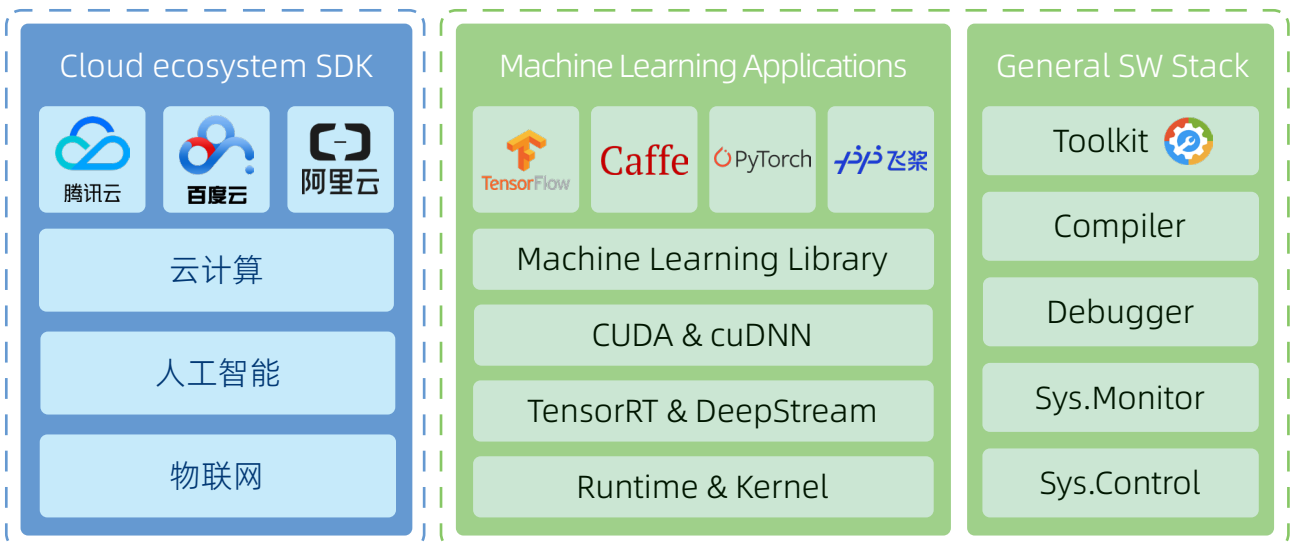 Cloud ecosystem SDK
腾讯云
百度云
阿里云
云计算
人工智能
物联网
Machine Learning Applications
TensorFlow
Caffe
PyTorch
飞桨
Machine Learning Library
CUDA & cuDNN
TensorRT & DeepStream
Runtime & Kernel
General SW Stack
Toolkit
Compiler
Debugger
Sys.Monitor
Sys.Control